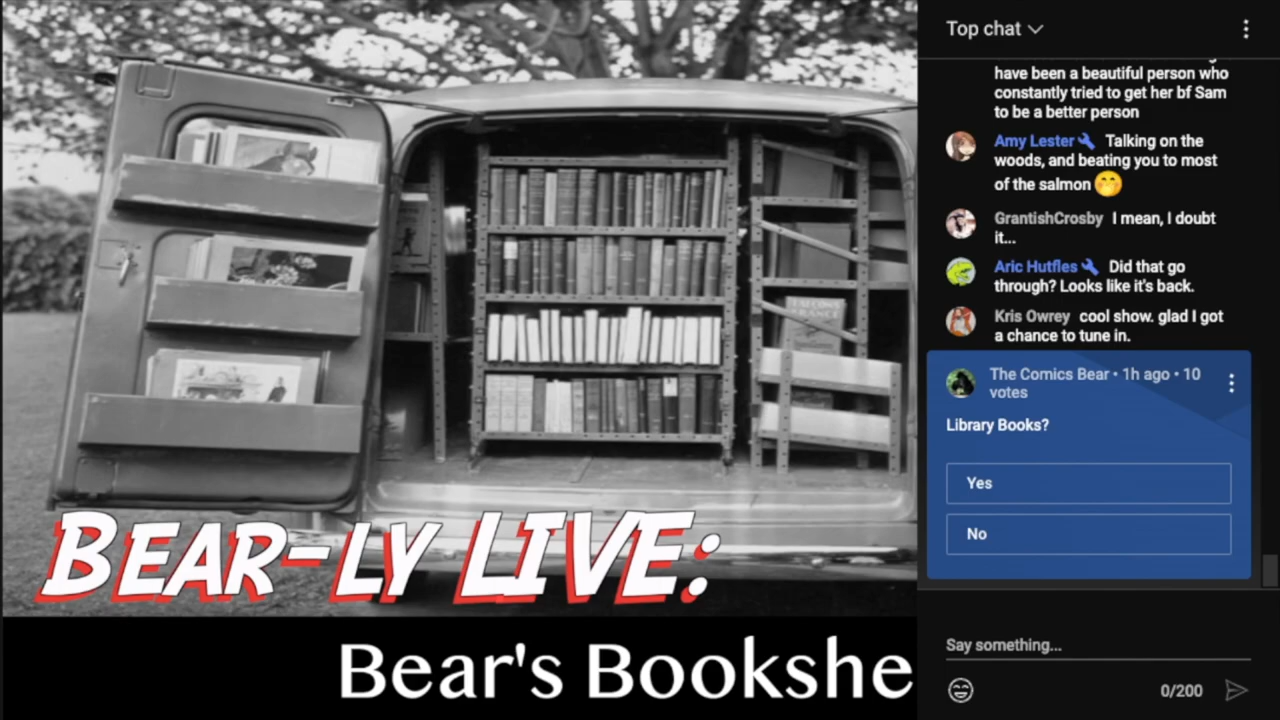 Top chat
have been a beautiful person who
constantly tried to get her bf Sam
to be a better person
Amy Lester Talking on the
woods, and beating you to most
of the salmon
GrantishCrosby I mean, I doubt
it...
Aric Hutfles Did that go
through? Looks like it's back.
Kris Owrey cool show. glad I got
a chance to tune in.
The Comics Bear • 1h ago • 10
votes
Library Books?
Yes
No
Say something...
0/200
BEAR-LY LIVE:
Bear's Bookshe